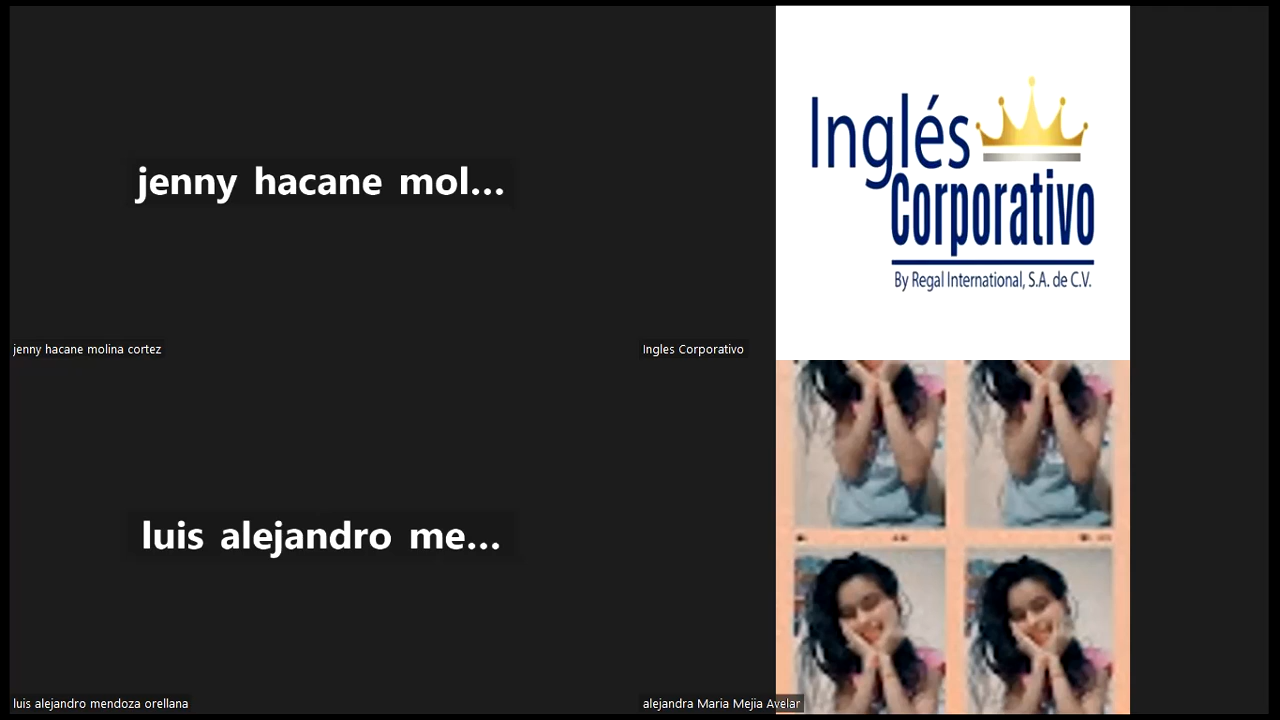 jenny hacane mol...
jenny hacane molina cortez
Inglés
Corporativo
By Regal International, S.A. de C.V.
Ingles Corporativo
luis alejandro me...
luis alejandro mendoza orellana
alejandra Maria Mejia Avelar